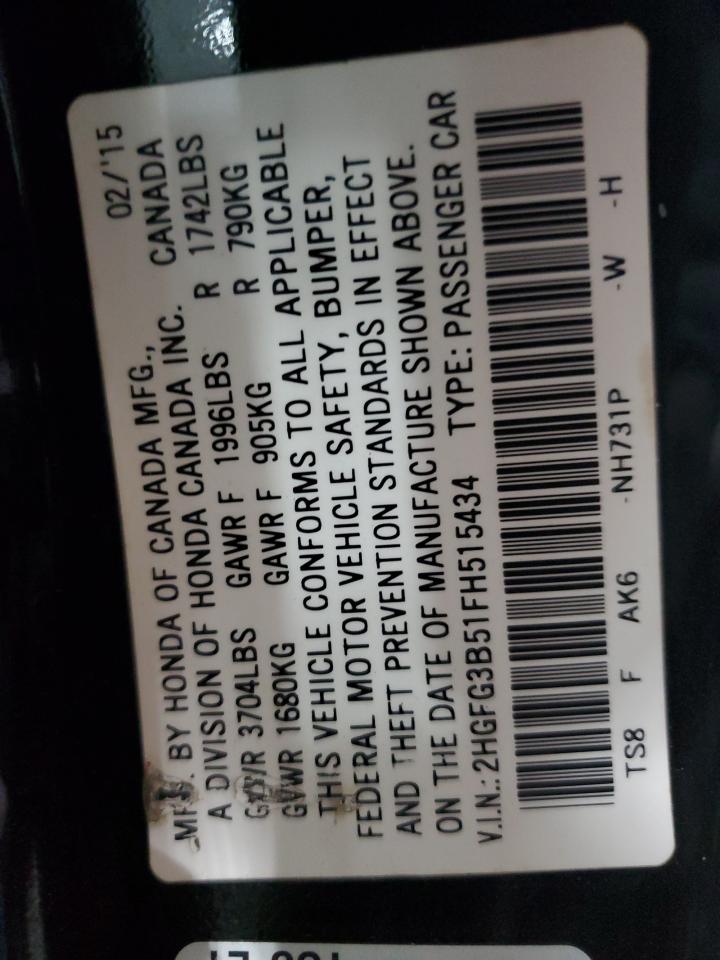 MFG. BY HONDA OF CANADA MFG., 02/'15
A DIVISION OF HONDA CANADA INC. CANADA
GVWR 3704LBS GAWR F 1996LBS R 1742LBS
GVWR 1680KG GAWR F 905KG R 790KG
THIS VEHICLE CONFORMS TO ALL APPLICABLE
FEDERAL MOTOR VEHICLE SAFETY, BUMPER,
AND THEFT PREVENTION STANDARDS IN EFFECT
ON THE DATE OF MANUFACTURE SHOWN ABOVE.
V.I.N.: 2HGFG3B51FH515434 TYPE: PASSENGER CAR
TS8 F AK6 -NH731P -W -H